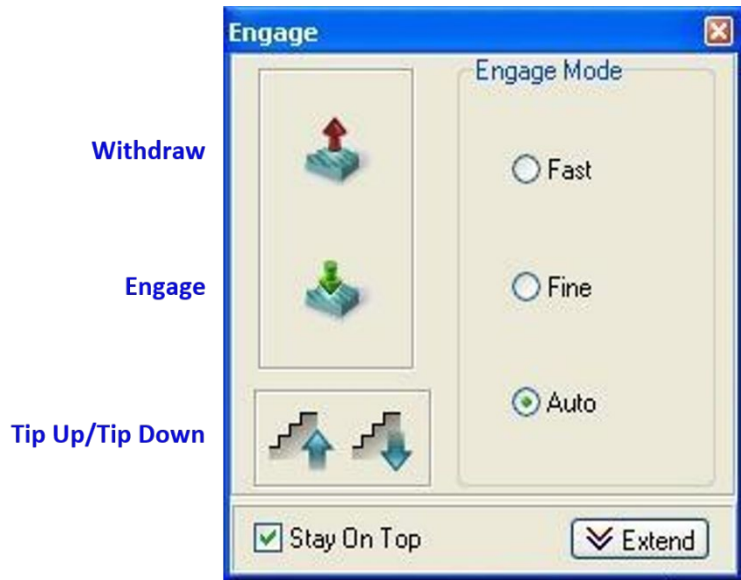 Engage
Engage Mode
Withdraw
Fast
Engage
Fine
Auto
Tip Up/Tip Down
Stay On Top
Extend